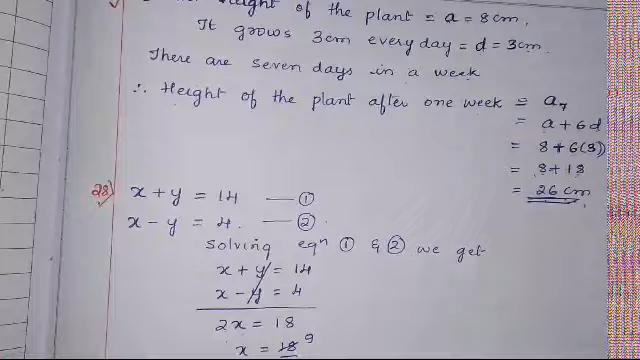 height of the plant = a = 8cm,
It grows 3cm every day = d = 3cm.
There are seven days in a week
∴ Height of the plant after one week = a₇
= a + 6d
= 8 + 6(3)
= 8 + 18
= 26 cm
28) x + y = 14 — ①
x - y = 4. — ②
Solving eqⁿ ① & ② we get
x + y = 14
x - y = 4
2x = 18
x = 18 9